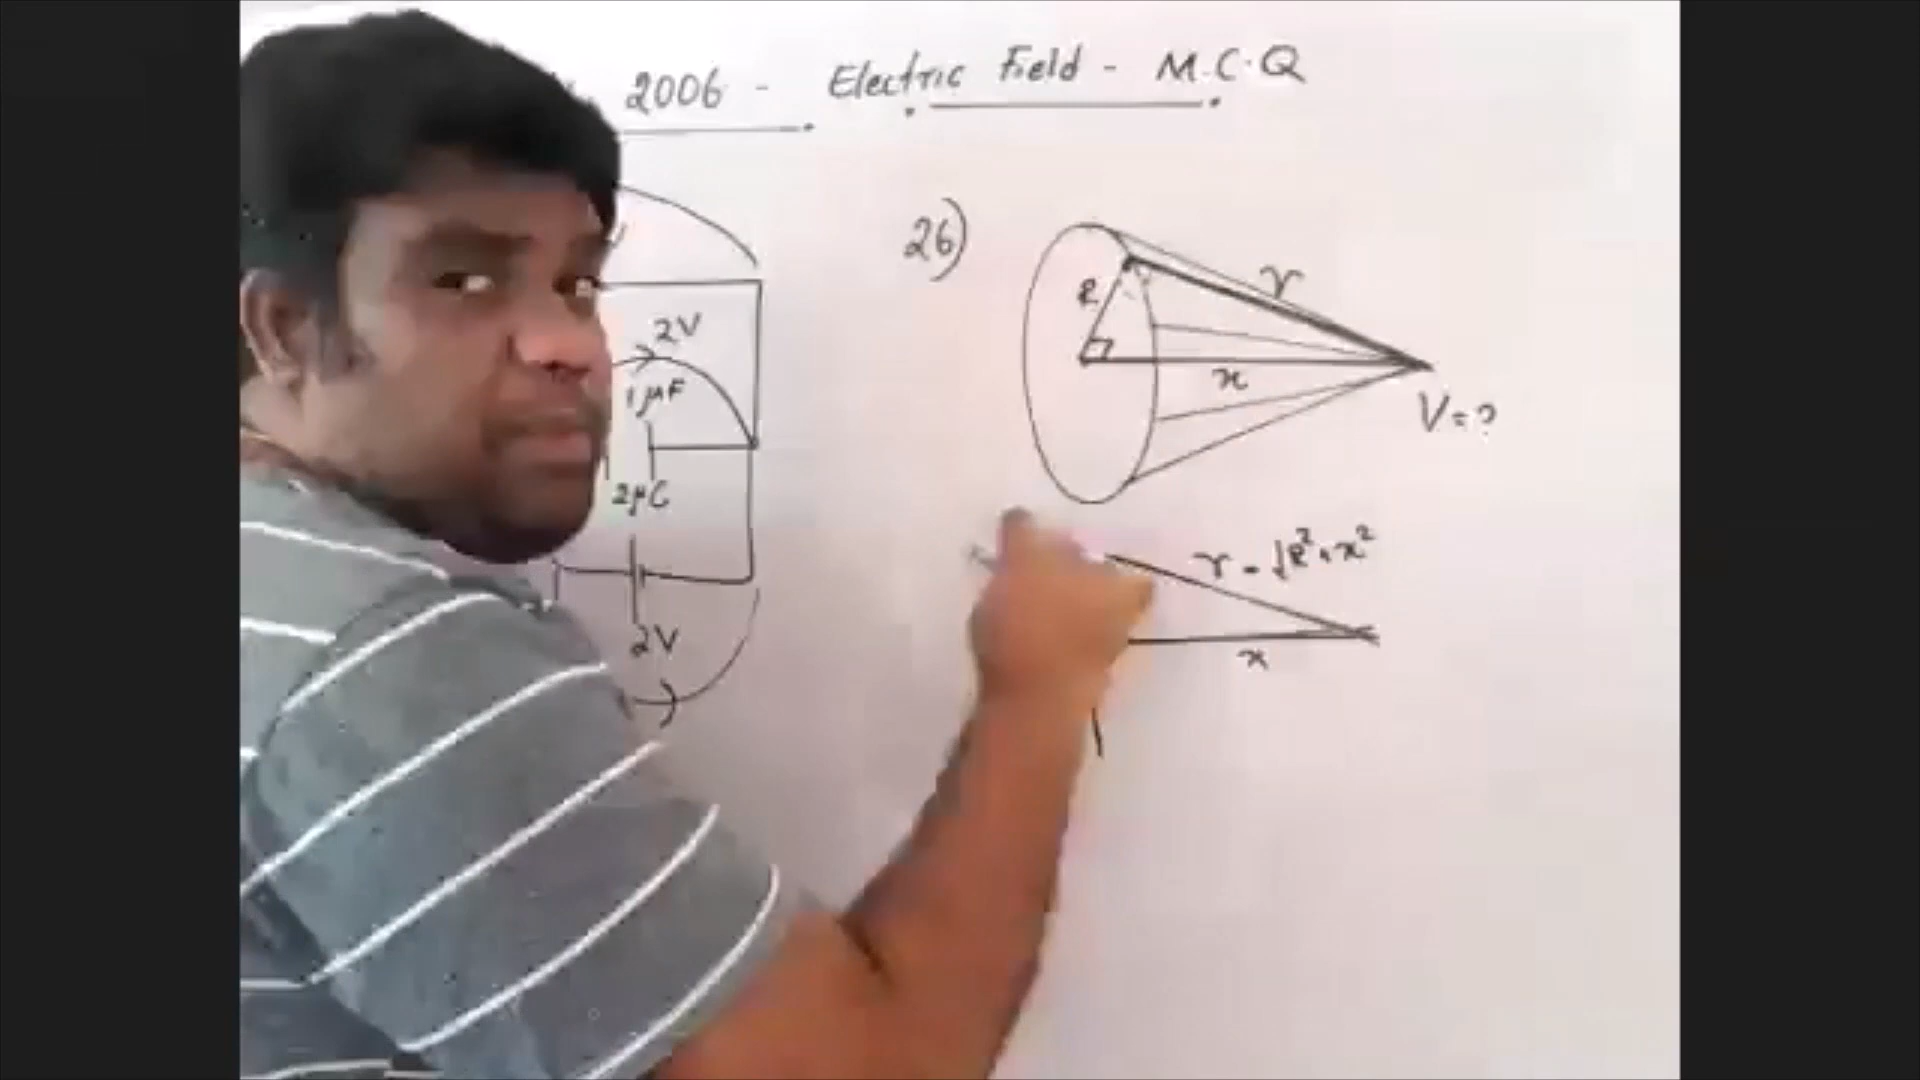 2006 - Electric Field - M.C.Q
26)
R
r
x
V = ?
2V
1μF
2μC
2V
r = √R²+x²
x